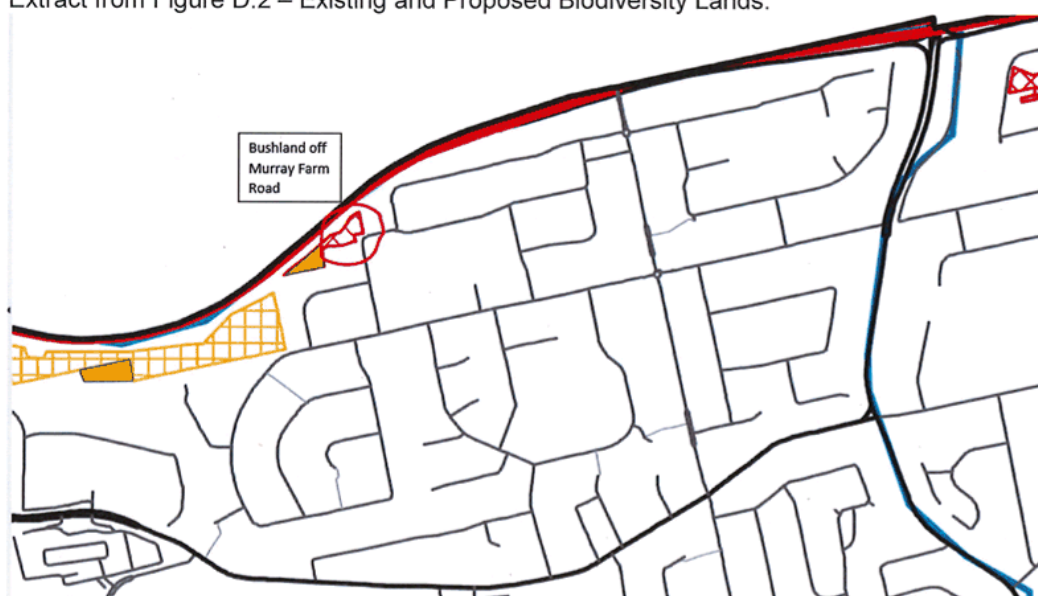 Extract from Figure D.2 – Existing and Proposed Biodiversity Lands.
Bushland off
Murray Farm
Road